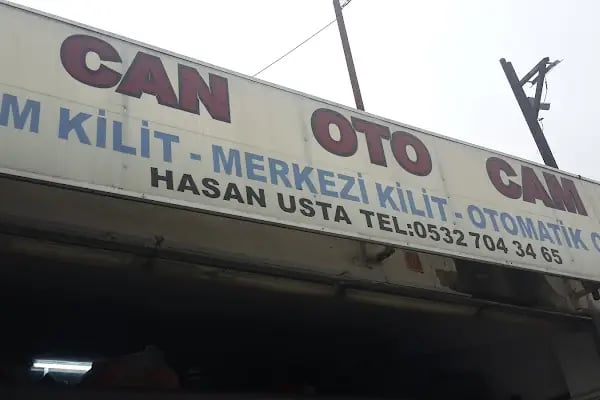 CAN OTO CAM
KİLİT - MERKEZİ KİLİT - OTOMATİK
HASAN USTA TEL:0532 704 34 65